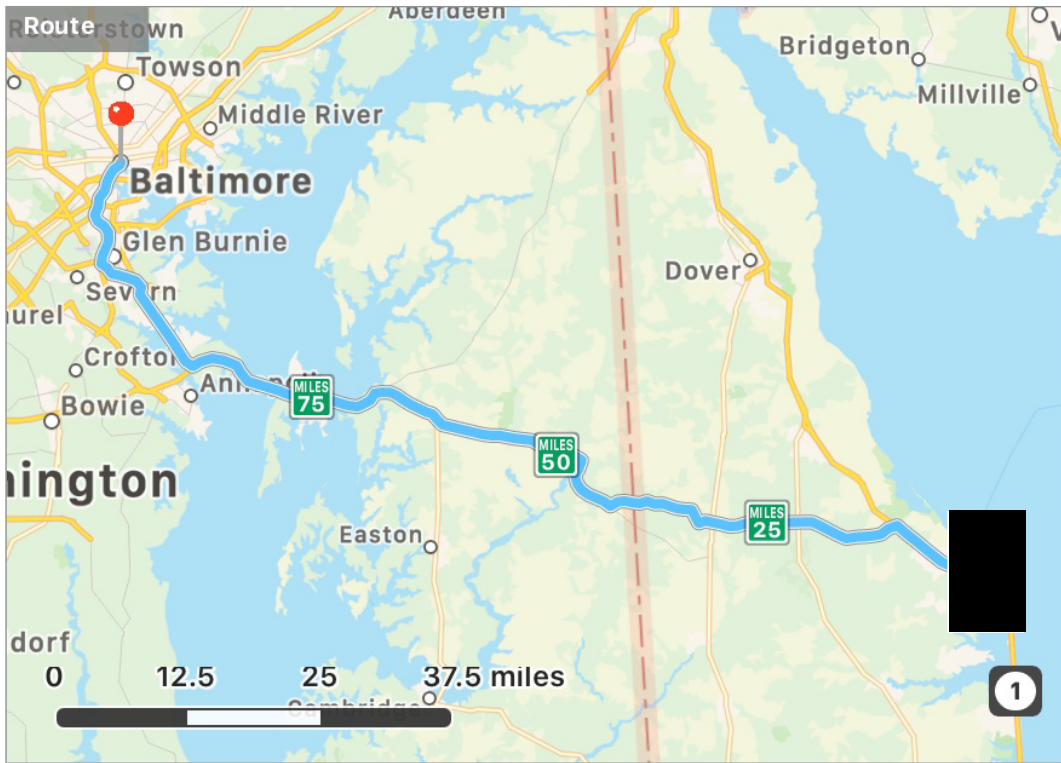 Route
Aberdeen
Towson
Bridgeton
Millville
Middle River
Baltimore
Glen Burnie
Dover
Severn
Crofton
MILES
75
Bowie
MILES
50
MILES
25
Easton
0 12.5 25 37.5 miles
Cambridge
1